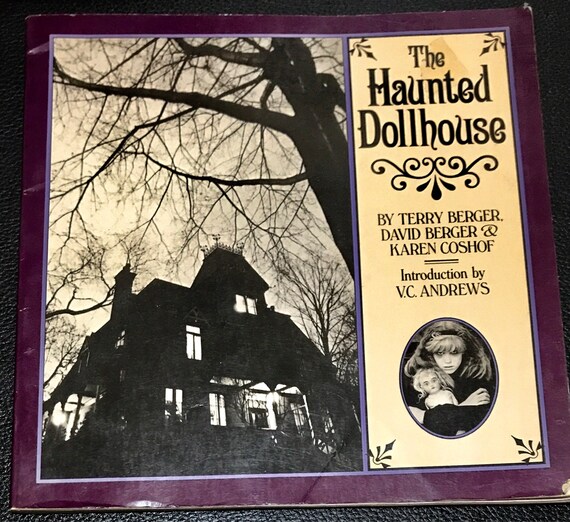 The
Haunted
Dollhouse
BY TERRY BERGER,
DAVID BERGER &
KAREN COSHOF
Introduction by
V.C. ANDREWS